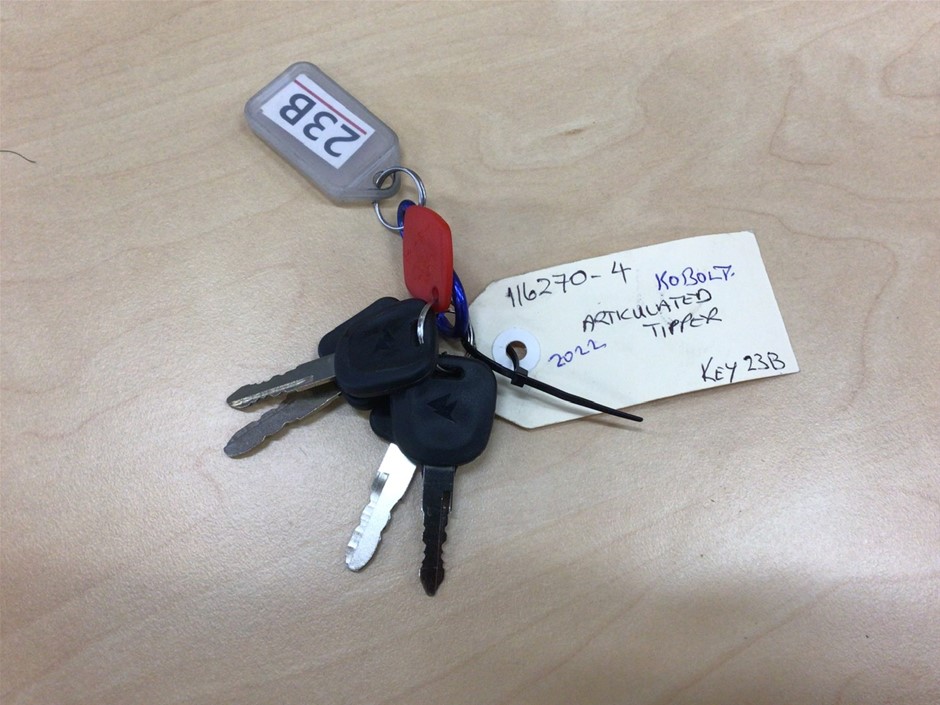 23B
116270-4 KOBOLT.
ARTICULATED
TIPPER
2022
KEY 23B